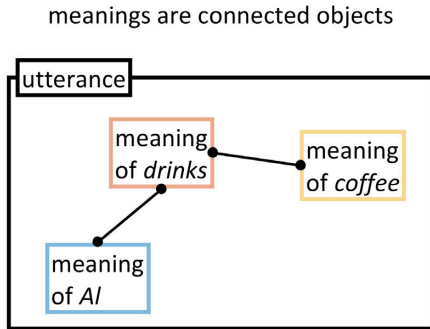 meanings are connected objects
utterance
meaning
of drinks
meaning
of coffee
meaning
of Al